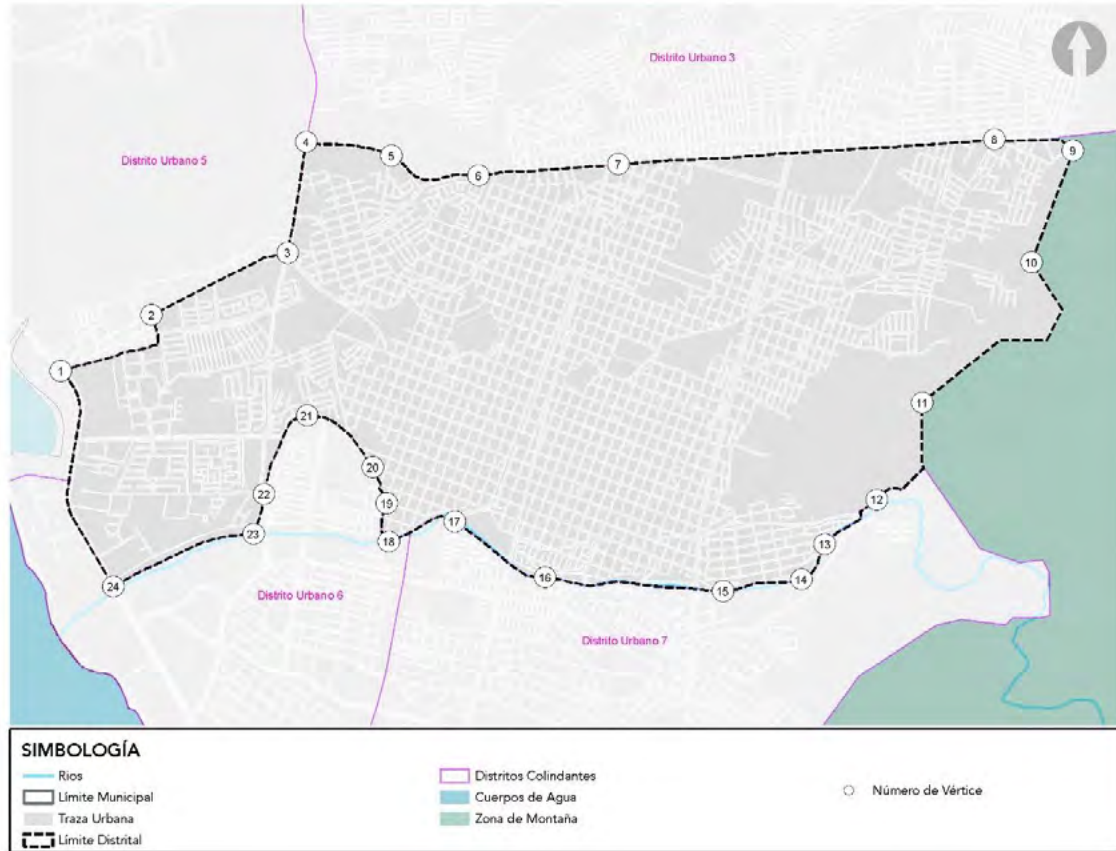 Distrito Urbano 3
4
8
5
9
Distrito Urbano 5
7
6
3
10
2
1
11
21
20
22
19
12
17
23
18
13
16
14
24
15
Distrito Urbano 6
Distrito Urbano 7
SIMBOLOGÍA
Rios
Límite Municipal
Traza Urbana
Límite Distrital
Distritos Colindantes
Cuerpos de Agua
Zona de Montaña
Número de Vértice